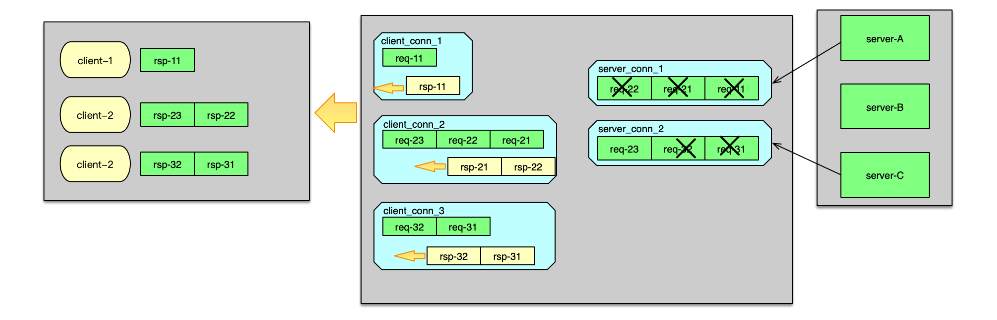 client-1
rsp-11
client-2
rsp-23 rsp-22
client-2
rsp-32 rsp-31
client_conn_1
req-11
rsp-11
client_conn_2
req-23 req-22 req-21
rsp-21 rsp-22
client_conn_3
req-32 req-31
rsp-32 rsp-31
server_conn_1
req-22 req-21 req-11
server_conn_2
req-23 req-32 req-31
server-A
server-B
server-C